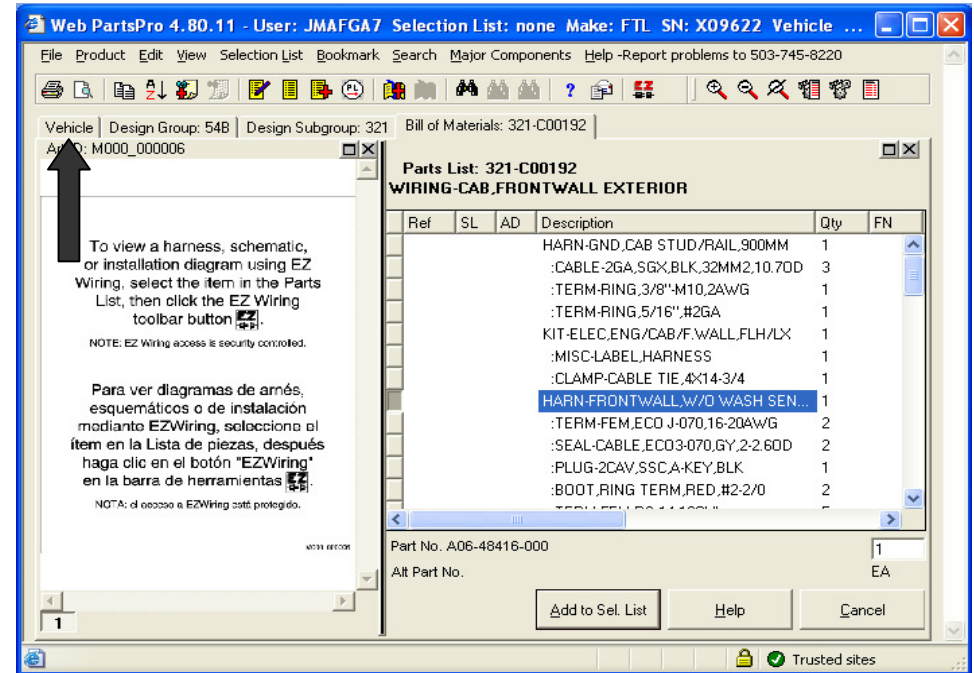 Web PartsPro 4.80.11 - User: JMAFGA7 Selection List: none Make: FTL SN: X09622 Vehicle ...
File Product Edit View Selection List Bookmark Search Major Components Help -Report problems to 503-745-8220
Vehicle Design Group: 54B Design Subgroup: 321 Bill of Materials: 321-C00192
D: M000_000006
To view a harness, schematic,
or installation diagram using EZ
Wiring, select the item in the Parts
List, then click the EZ Wiring
toolbar button EZ.
NOTE: EZ Wiring access is security controlled.
Para ver diagramas de arnés,
esquemáticos o de instalación
mediante EZWiring, seleccione el
ítem en la Lista de piezas, después
haga clic en el botón "EZWiring"
en la barra de herramientas EZ.
NOTA: el acceso a EZWiring está protegido.
1
Parts List: 321-C00192
WIRING-CAB,FRONTWALL EXTERIOR
Ref SL AD Description Qty FN
HARN-GND,CAB STUD/RAIL,900MM 1
:CABLE-2GA,SGX,BLK,32MM2,10.7OD 3
:TERM-RING,3/8"-M10,2AWG 1
:TERM-RING,5/16",#2GA 1
KIT-ELEC,ENG/CAB/F.WALL,FLH/LX 1
:MISC-LABEL,HARNESS 1
:CLAMP-CABLE TIE,4X14-3/4 1
HARN-FRONTWALL,W/O WASH SEN... 1
:TERM-FEM,ECO J-070,16-20AWG 2
:SEAL-CABLE,ECO3-070,GY,2-2.6OD 2
:PLUG-2CAV,SSC,A-KEY,BLK 1
:BOOT,RING TERM,RED,#2-2/0 2
Part No. A06-48416-000 1
Alt Part No. EA
Add to Sel. List Help Cancel
Trusted sites